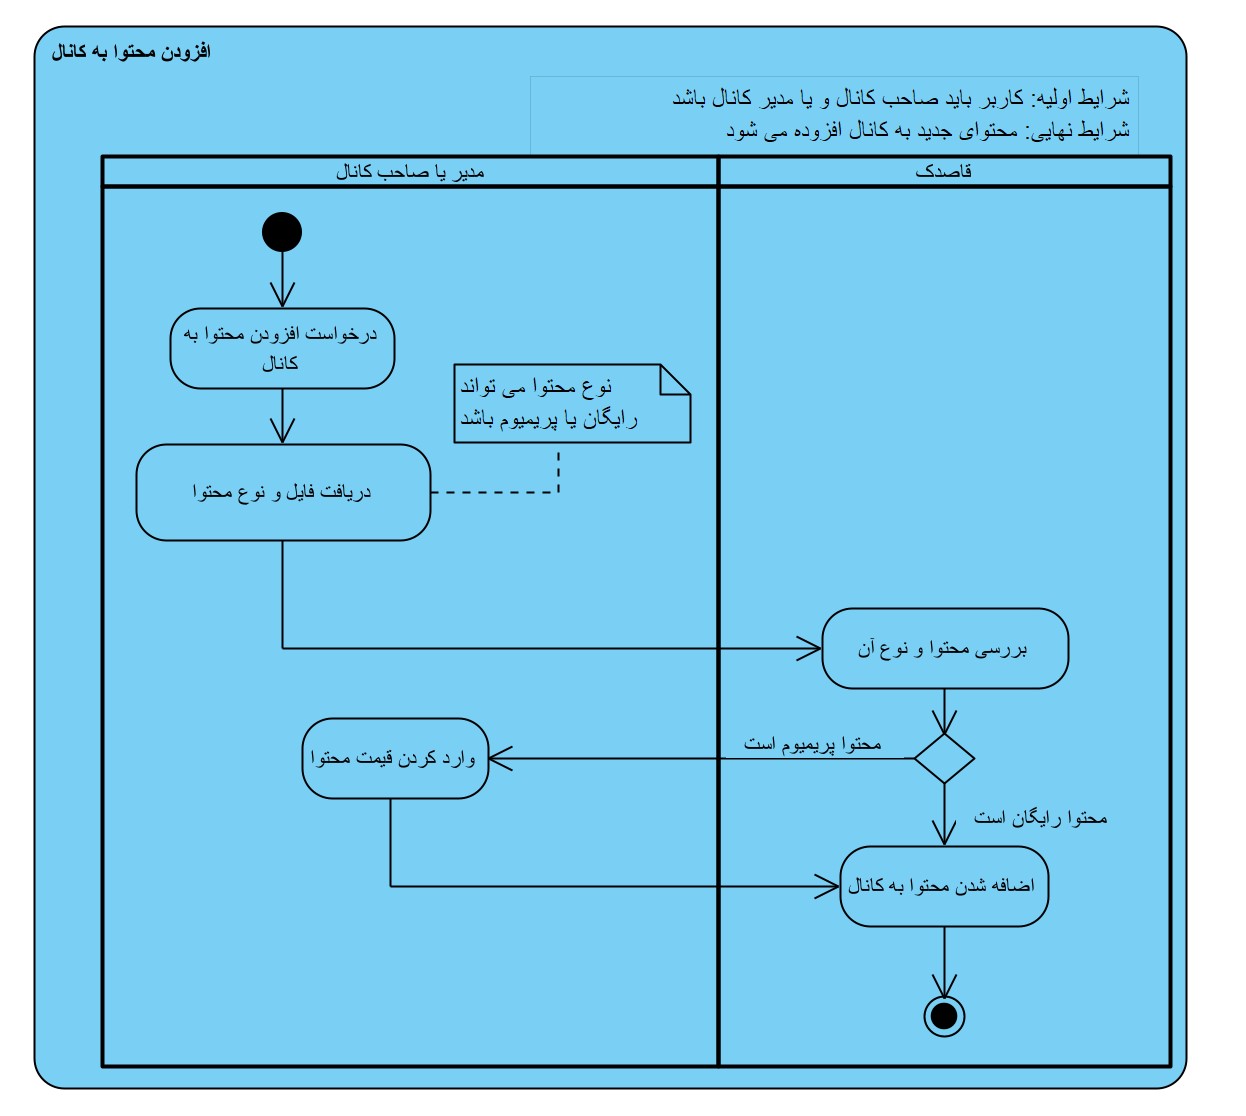 افزودن محتوا به کانال
شرایط اولیه: کاربر باید صاحب کانال و یا مدیر کانال باشد
شرایط نهایی: محتوای جدید به کانال افزوده می شود
مدیر یا صاحب کانال
قاصدک
درخواست افزودن محتوا به
کانال
نوع محتوا می تواند
رایگان یا پریمیوم باشد
دریافت فایل و نوع محتوا
بررسی محتوا و نوع آن
محتوا پریمیوم است
وارد کردن قیمت محتوا
محتوا رایگان است
اضافه شدن محتوا به کانال